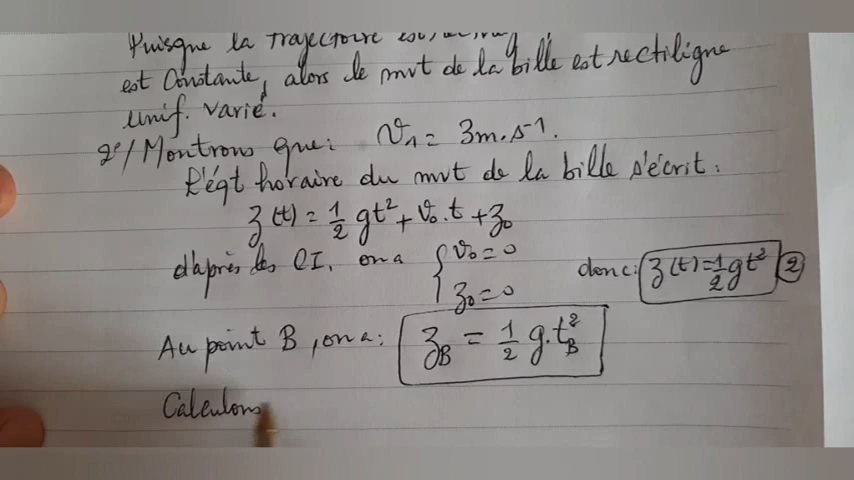 Puisque la trajectoire
est constante, alors le mvt de la bille est rectiligne
unif. varié.
2°/ Montrons que: v₁ = 3m.s⁻¹.
L'éqt horaire du mvt de la bille s'écrit:
z(t) = 1/2 gt² + v₀.t + z₀
d'après les CI, on a { v₀ = 0 donc: z(t) = 1/2 gt² (2)
z₀ = 0
Au point B, on a: z_B = 1/2 g.t_B²
Calculons